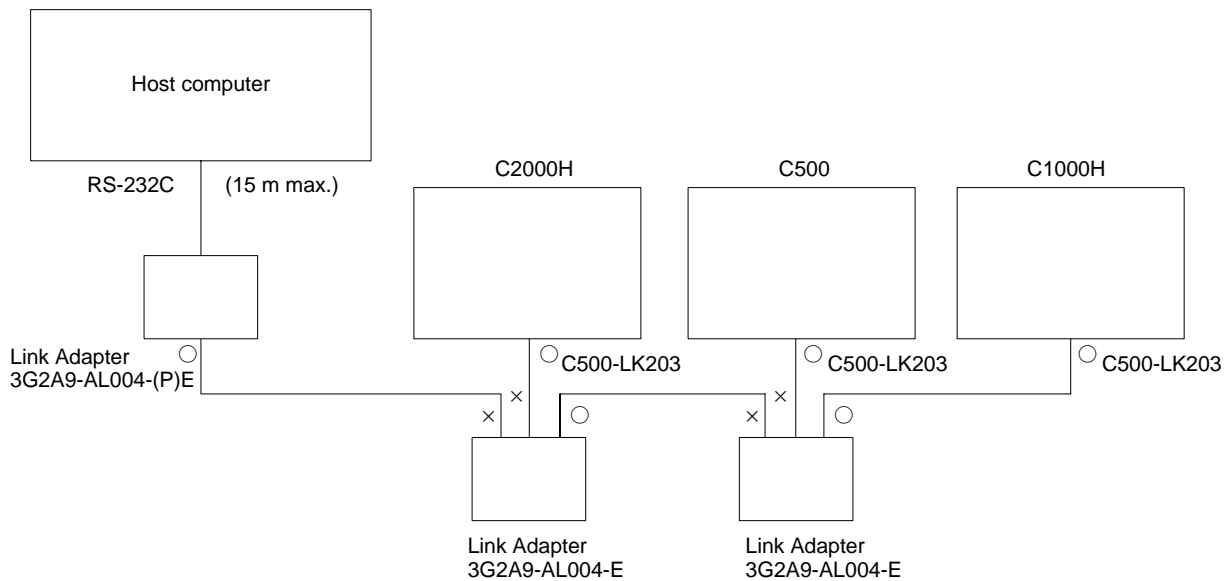 Host computer
RS-232C (15 m max.)
C2000H
C500
C1000H
Link Adapter
3G2A9-AL004-(P)E
C500-LK203
C500-LK203
C500-LK203
Link Adapter
3G2A9-AL004-E
Link Adapter
3G2A9-AL004-E